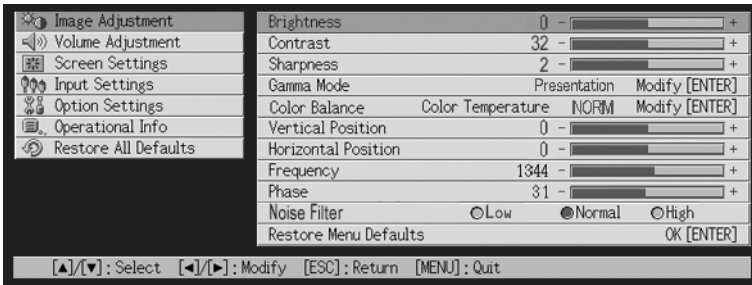 Image Adjustment
Volume Adjustment
Screen Settings
Input Settings
Option Settings
Operational Info
Restore All Defaults
Brightness 0 - +
Contrast 32 - +
Sharpness 2 - +
Gamma Mode Presentation Modify [ENTER]
Color Balance Color Temperature NORM Modify [ENTER]
Vertical Position 0 - +
Horizontal Position 0 - +
Frequency 1344 - +
Phase 31 - +
Noise Filter Low Normal High
Restore Menu Defaults OK [ENTER]
[▲]/[▼]: Select [◄]/[►]: Modify [ESC]: Return [MENU]: Quit